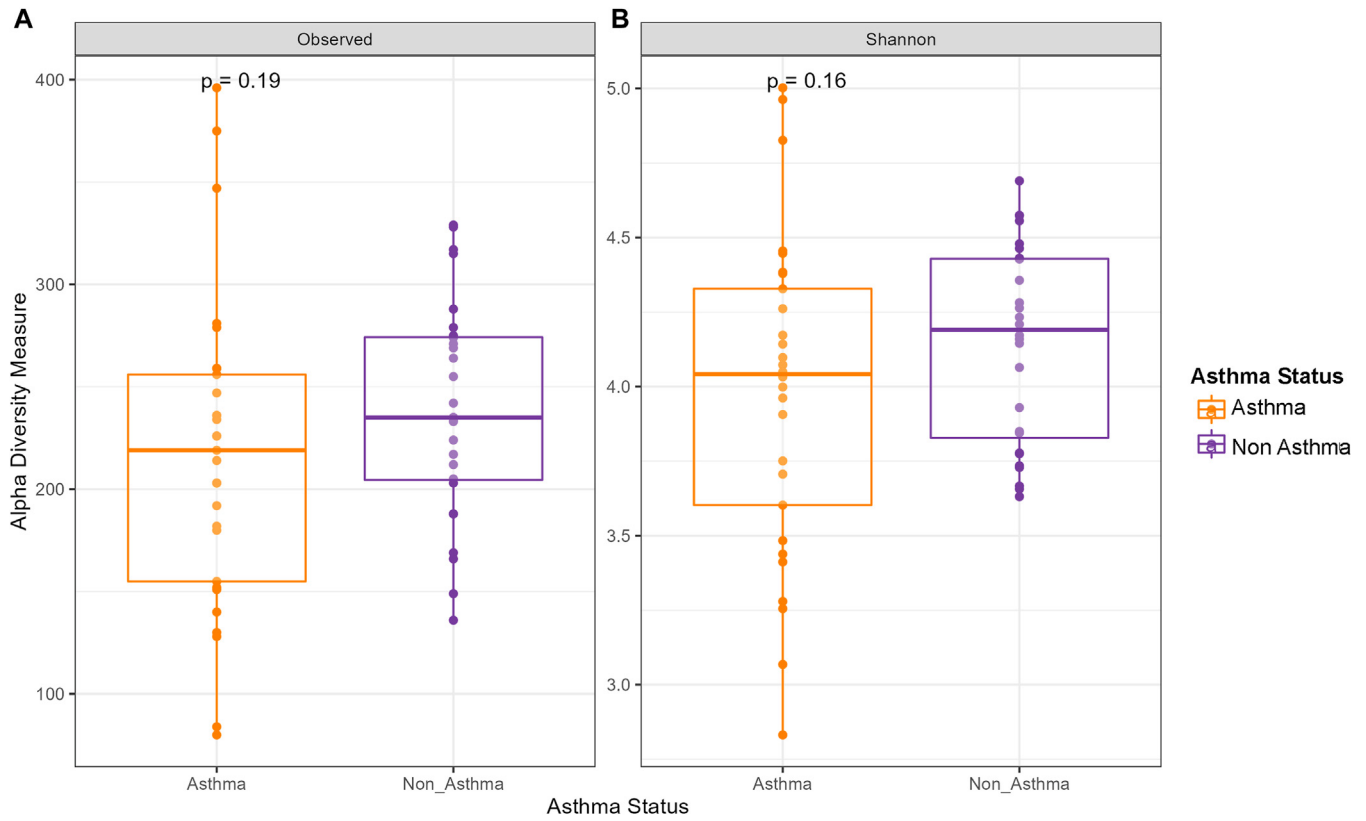 A
B
Observed
Shannon
p = 0.19
p = 0.16
400
300
200
100
5.0
4.5
4.0
3.5
3.0
Alpha Diversity Measure
Asthma
Non_Asthma
Asthma
Non_Asthma
Asthma Status
Asthma Status
Asthma
Non Asthma